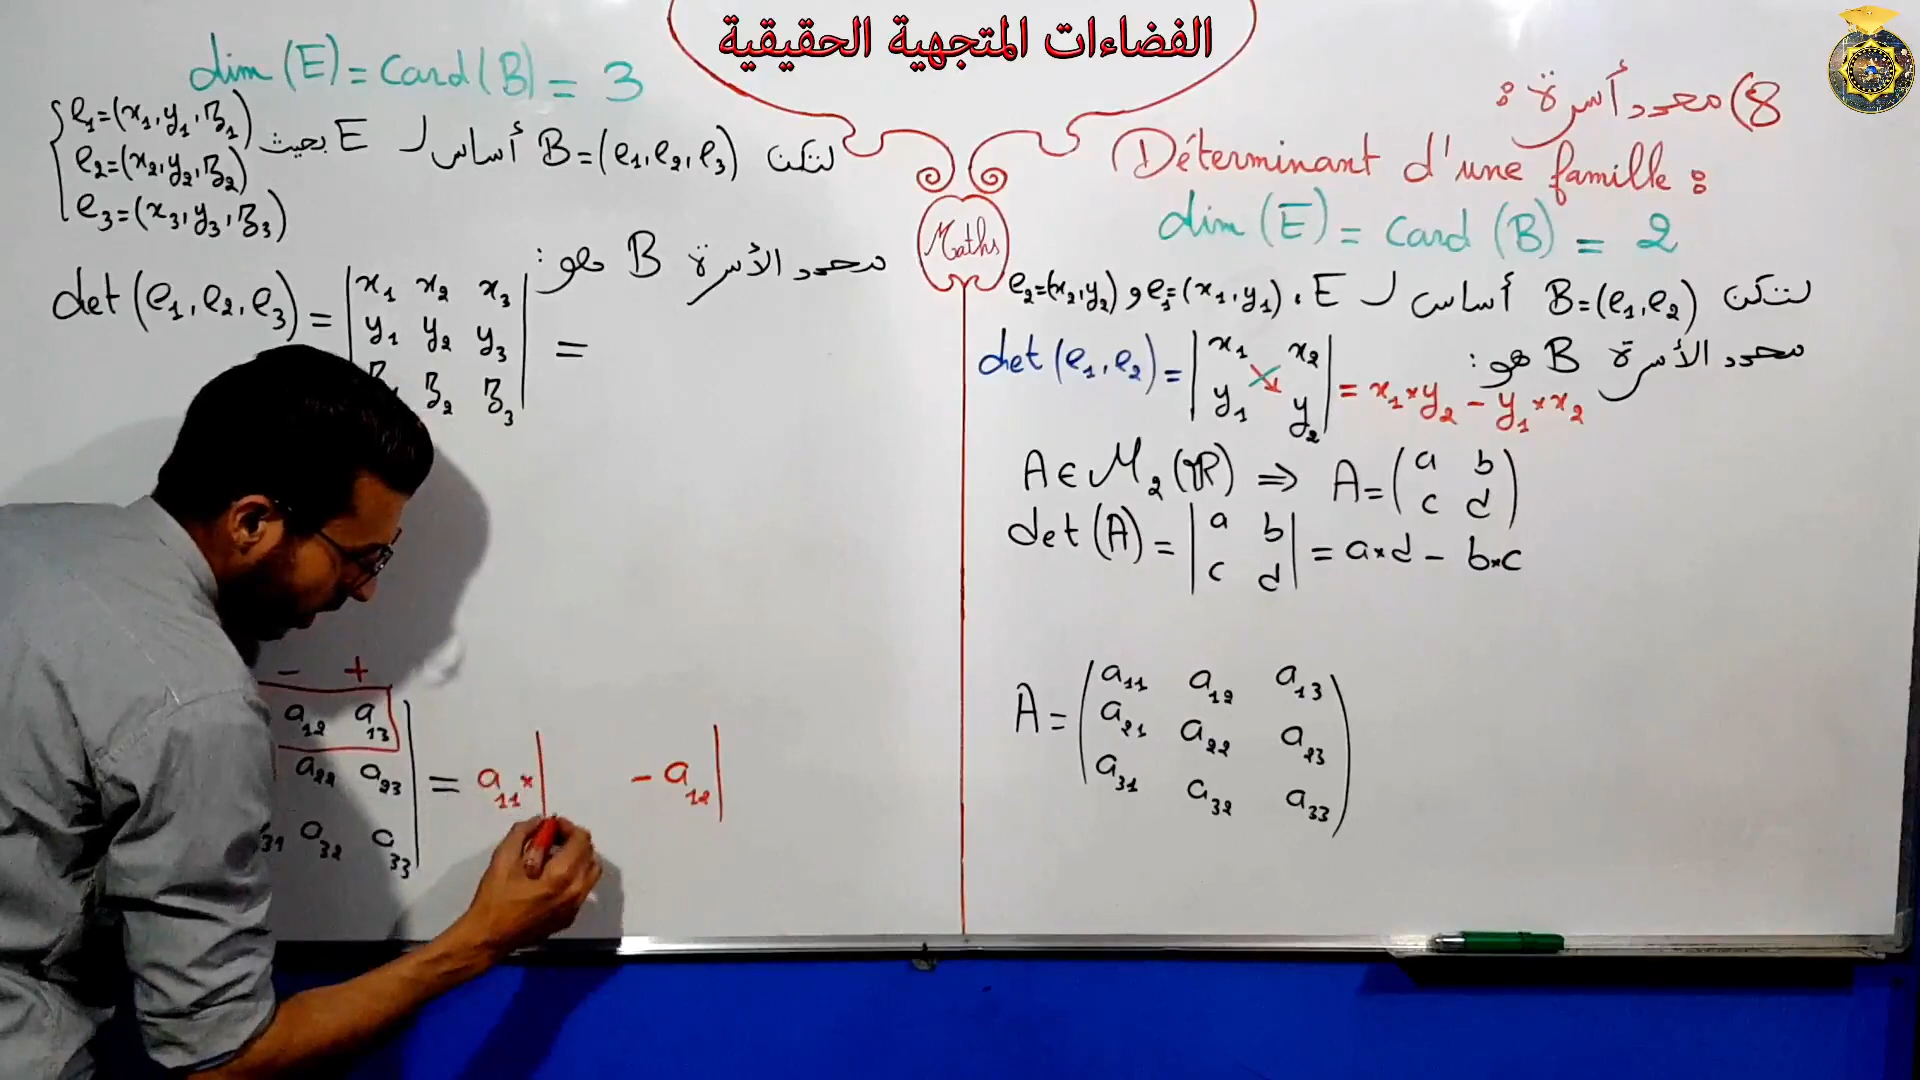 الفضاءات المتجهية الحقيقية
8) محدد أسرة :
Déterminant d'une famille :
dim (E) = Card (B) = 2
لتكن B=(e₁,e₂) أساس ل E ، e₁=(x₁,y₁) و e₂=(x₂,y₂)
محدد الأسرة B هو :
det (e₁,e₂) = | x₁ x₂ |
| y₁ y₂ | = x₁×y₂ - y₁×x₂
A ∈ M₂(IR) ⇒ A = ( a b )
( c d )
det (A) = | a b |
| c d | = a×d - b×c
A = ( a₁₁ a₁₂ a₁₃ )
( a₂₁ a₂₂ a₂₃ )
( a₃₁ a₃₂ a₃₃ )
Maths
dim (E) = Card (B) = 3
لتكن B=(e₁,e₂,e₃) أساس ل E بحيث
e₁=(x₁,y₁,z₁)
e₂=(x₂,y₂,z₂)
e₃=(x₃,y₃,z₃)
محدد الأسرة B هو :
det (e₁,e₂,e₃) = | x₁ x₂ x₃ |
| y₁ y₂ y₃ | =
z₂ z₃ |
- +
a₁₂ a₁₃ |
a₂₂ a₂₃ | = a₁₁× | - a₁₂ |
₃₁ a₃₂ a₃₃ |